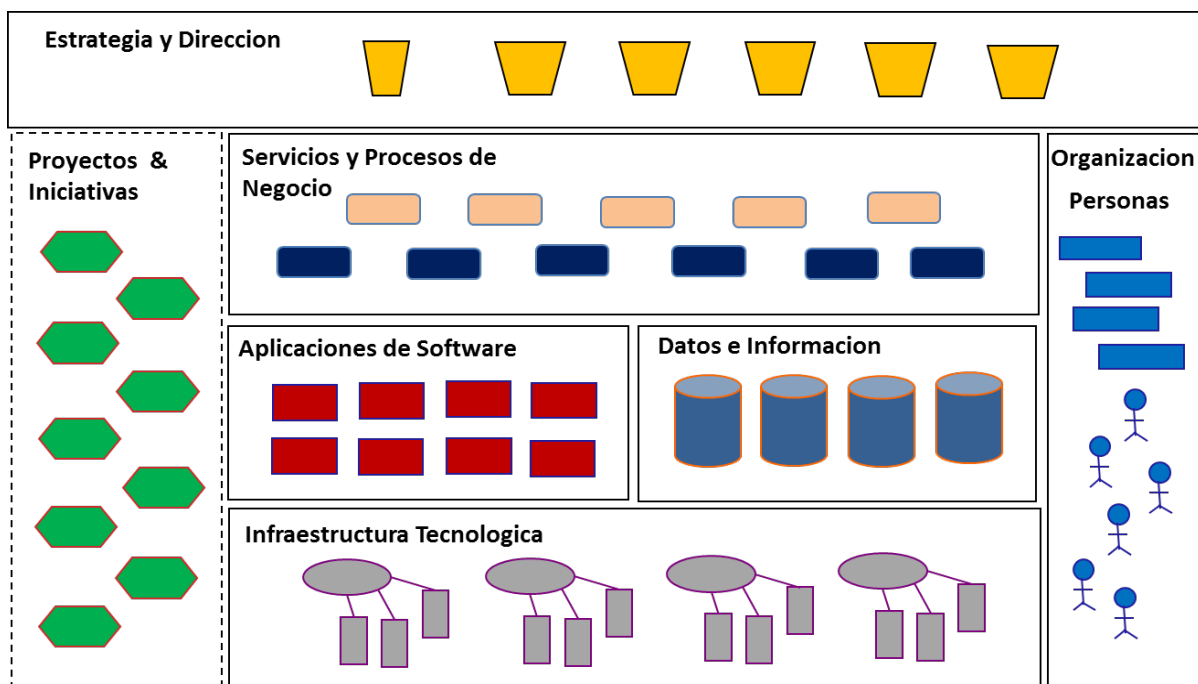 Estrategia y Direccion
Proyectos &
Iniciativas
Servicios y Procesos de
Negocio
Organizacion
Personas
Aplicaciones de Software
Datos e Informacion
Infraestructura Tecnologica